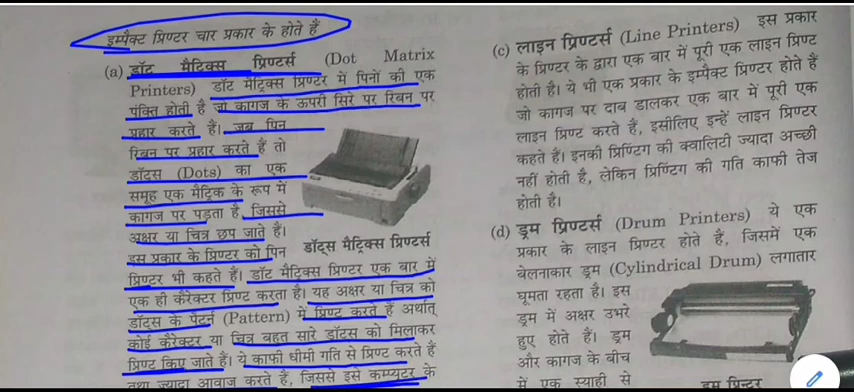 इम्पैक्ट प्रिण्टर चार प्रकार के होते हैं
(a) डॉट मैट्रिक्स प्रिण्टर्स (Dot Matrix
Printers) डॉट मैट्रिक्स प्रिण्टर में पिनों की एक
पंक्ति होती है जो कागज के ऊपरी सिरे पर रिबन पर
प्रहार करते हैं। जब पिन
रिबन पर प्रहार करते हैं तो
डॉट्स (Dots) का एक
समूह एक मैट्रिक के रूप में
कागज पर पड़ता है, जिससे
अक्षर या चित्र छप जाते हैं।
इस प्रकार के प्रिण्टर को पिन
डॉट्स मैट्रिक्स प्रिण्टर्स
प्रिण्टर भी कहते हैं। डॉट मैट्रिक्स प्रिण्टर एक बार में
एक ही कैरेक्टर प्रिण्ट करता है। यह अक्षर या चित्र को
डॉट्स के पैटर्न (Pattern) में प्रिण्ट करते हैं अर्थात्
कोई कैरेक्टर या चित्र बहुत सारे डॉट्स को मिलाकर
प्रिण्ट किए जाते हैं। ये काफी धीमी गति से प्रिण्ट करते हैं
तथा ज्यादा आवाज करते हैं, जिससे इसे कम्प्यूटर के
(c) लाइन प्रिण्टर्स (Line Printers) इस प्रकार
के प्रिण्टर के द्वारा एक बार में पूरी एक लाइन प्रिण्ट
होती है। ये भी एक प्रकार के इम्पैक्ट प्रिण्टर होते हैं
जो कागज पर दाब डालकर एक बार में पूरी एक
लाइन प्रिण्ट करते हैं, इसीलिए इन्हें लाइन प्रिण्टर
कहते हैं। इनकी प्रिण्टिंग की क्वालिटी ज्यादा अच्छी
नहीं होती है, लेकिन प्रिण्टिंग की गति काफी तेज
होती है।
(d) ड्रम प्रिण्टर्स (Drum Printers) ये एक
प्रकार के लाइन प्रिण्टर होते हैं, जिसमें एक
बेलनाकार ड्रम (Cylindrical Drum) लगातार
घूमता रहता है। इस
ड्रम में अक्षर उभरे
हुए होते हैं। ड्रम
और कागज के बीच
में एक स्याही से
ड्रम प्रिन्टर